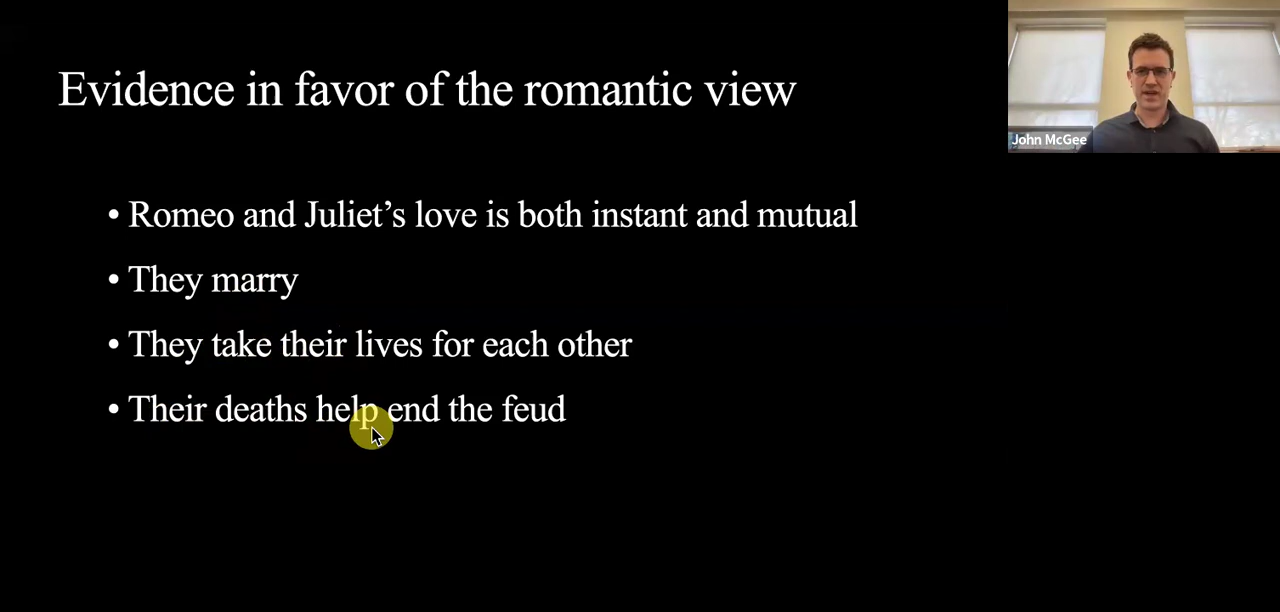 Evidence in favor of the romantic view
John McGee
• Romeo and Juliet’s love is both instant and mutual
• They marry
• They take their lives for each other
• Their deaths help end the feud